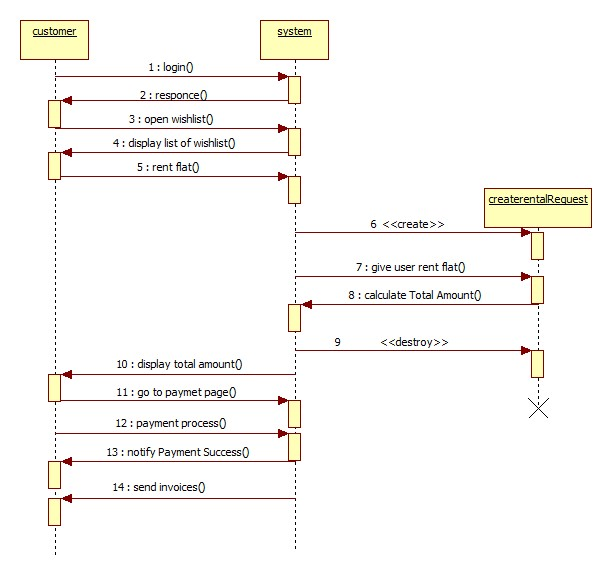 customer
system
1 : login()
2 : responce()
3 : open wishlist()
4 : display list of wishlist()
5 : rent flat()
createrentalRequest
6 <<create>>
7 : give user rent flat()
8 : calculate Total Amount()
9 <<destroy>>
10 : display total amount()
11 : go to paymet page()
12 : payment process()
13 : notify Payment Success()
14 : send invoices()